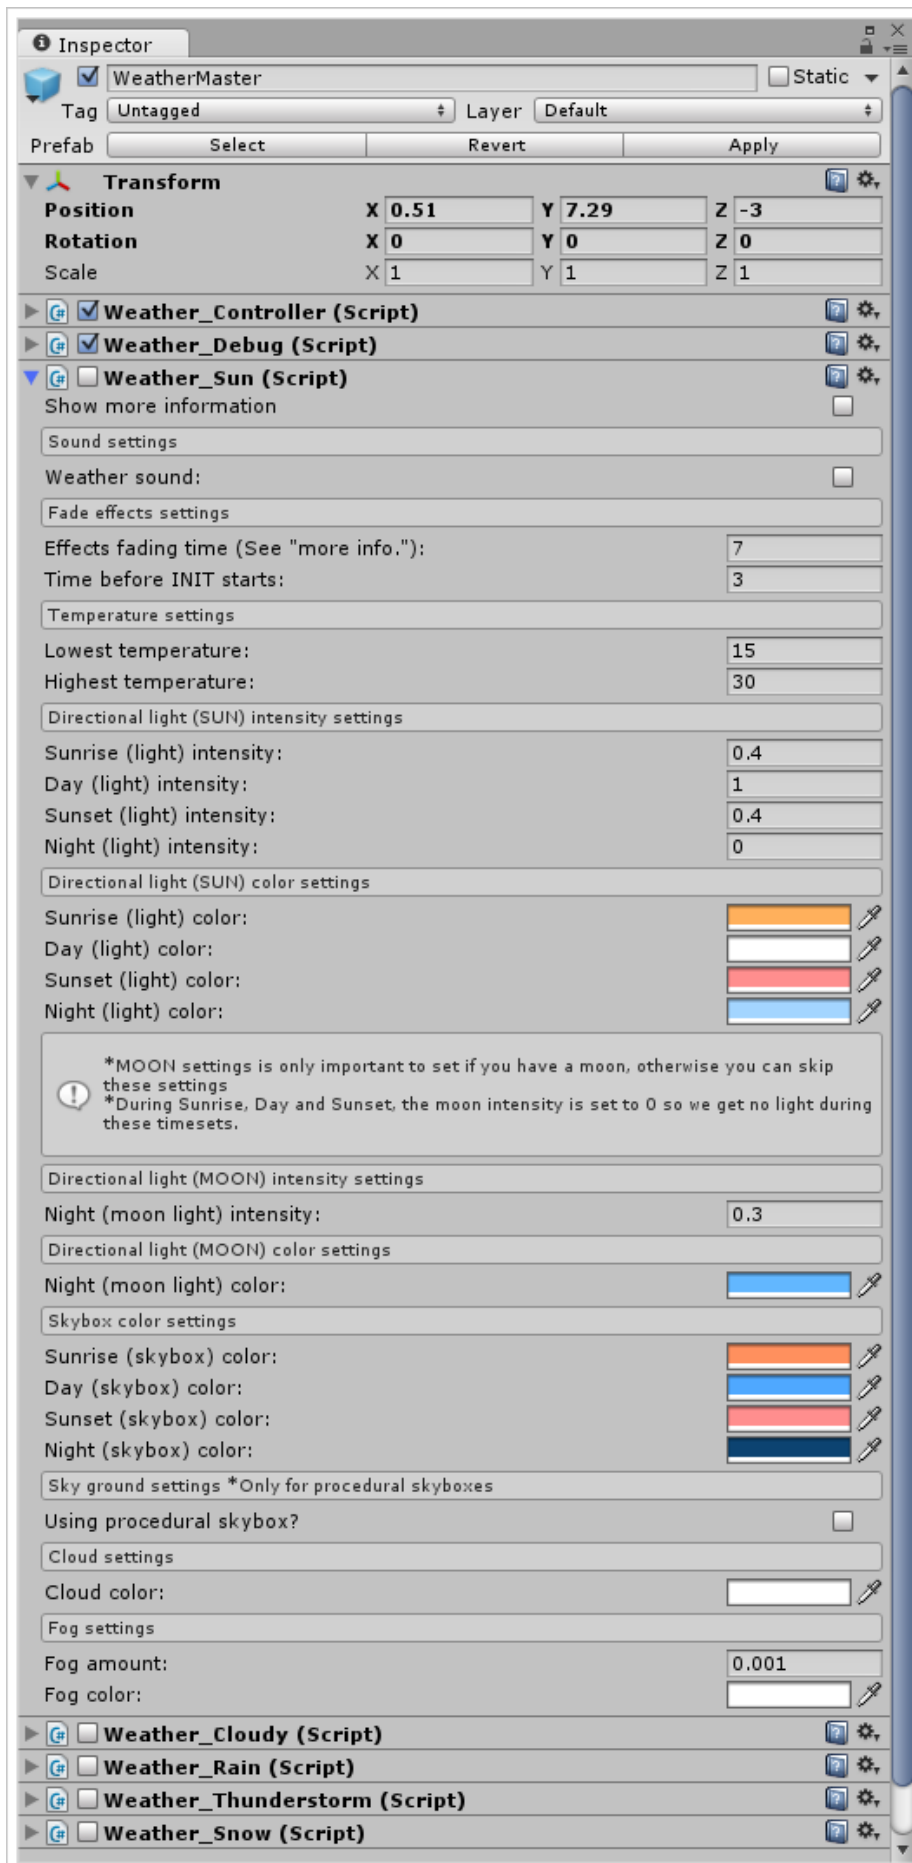 Inspector
WeatherMaster Static
Tag Untagged Layer Default
Prefab Select Revert Apply
Transform
Position X 0.51 Y 7.29 Z -3
Rotation X 0 Y 0 Z 0
Scale X 1 Y 1 Z 1
Weather_Controller (Script)
Weather_Debug (Script)
Weather_Sun (Script)
Show more information
Sound settings
Weather sound:
Fade effects settings
Effects fading time (See "more info."): 7
Time before INIT starts: 3
Temperature settings
Lowest temperature: 15
Highest temperature: 30
Directional light (SUN) intensity settings
Sunrise (light) intensity: 0.4
Day (light) intensity: 1
Sunset (light) intensity: 0.4
Night (light) intensity: 0
Directional light (SUN) color settings
Sunrise (light) color:
Day (light) color:
Sunset (light) color:
Night (light) color:
*MOON settings is only important to set if you have a moon, otherwise you can skip
these settings
*During Sunrise, Day and Sunset, the moon intensity is set to 0 so we get no light during
these timesets.
Directional light (MOON) intensity settings
Night (moon light) intensity: 0.3
Directional light (MOON) color settings
Night (moon light) color:
Skybox color settings
Sunrise (skybox) color:
Day (skybox) color:
Sunset (skybox) color:
Night (skybox) color:
Sky ground settings *Only for procedural skyboxes
Using procedural skybox?
Cloud settings
Cloud color:
Fog settings
Fog amount: 0.001
Fog color:
Weather_Cloudy (Script)
Weather_Rain (Script)
Weather_Thunderstorm (Script)
Weather_Snow (Script)